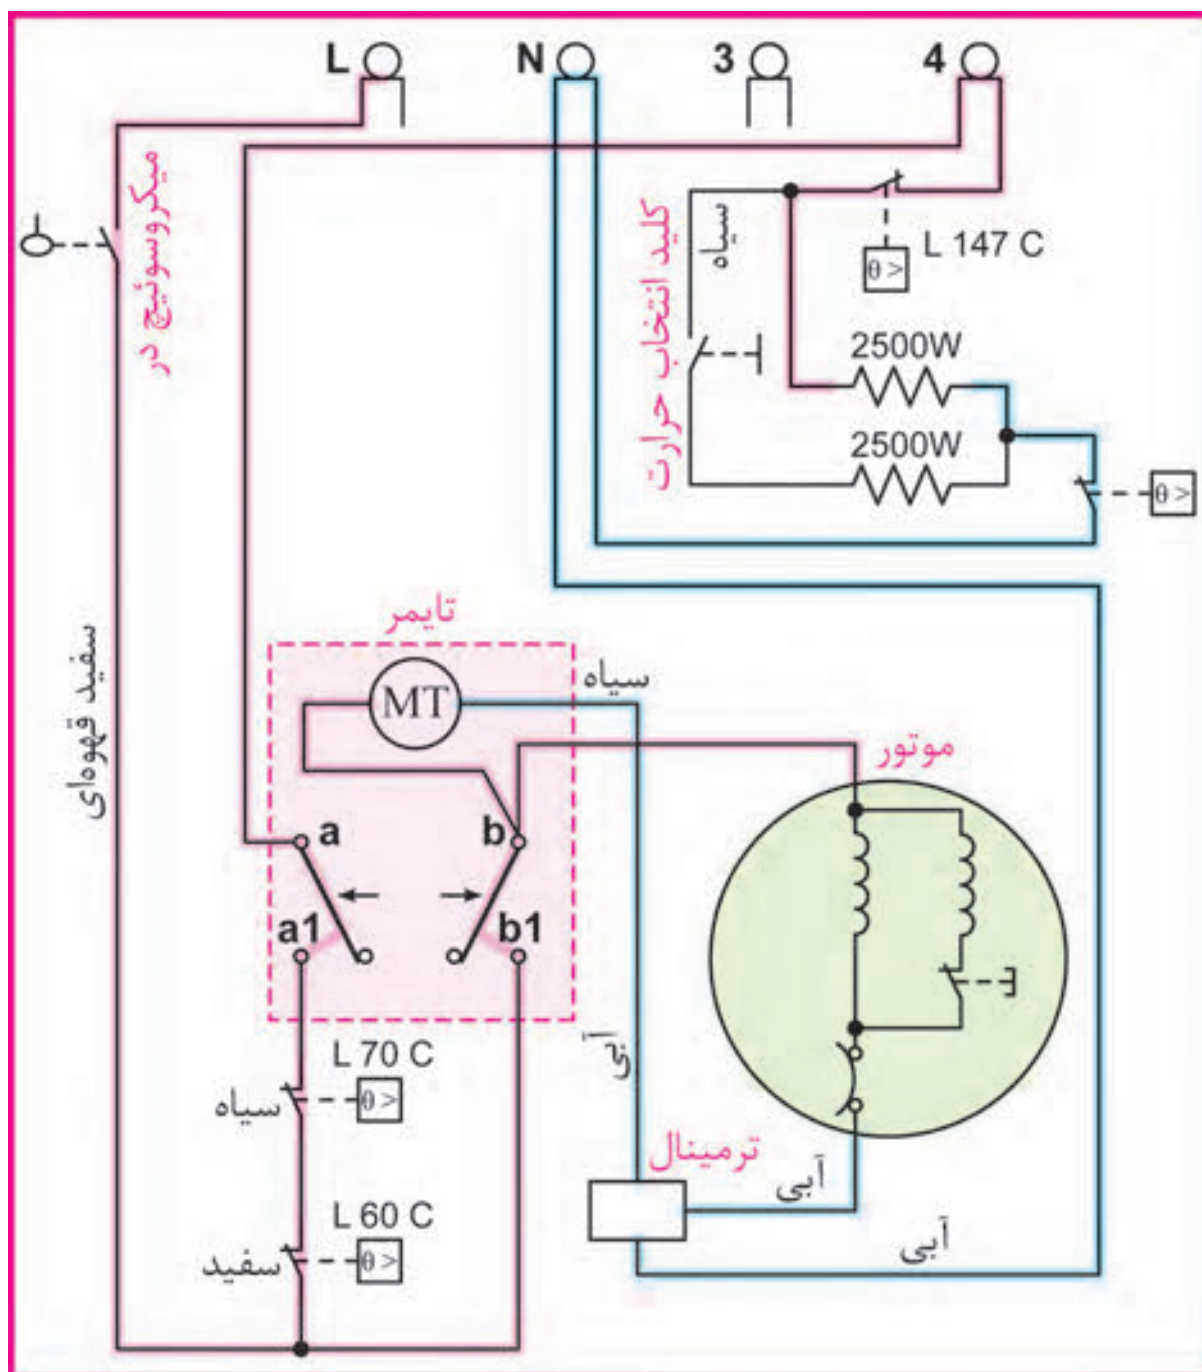 L
N
3
4
میکروسوئیچ در
سیاه
کلید انتخاب حرارت
L 147 C
θ >
2500W
2500W
θ >
سفید قهوه‌ای
تایمر
سیاه
MT
موتور
a
b
a1
b1
آبی
L 70 C
سیاه
θ >
ترمینال
آبی
L 60 C
سفید
θ >
آبی